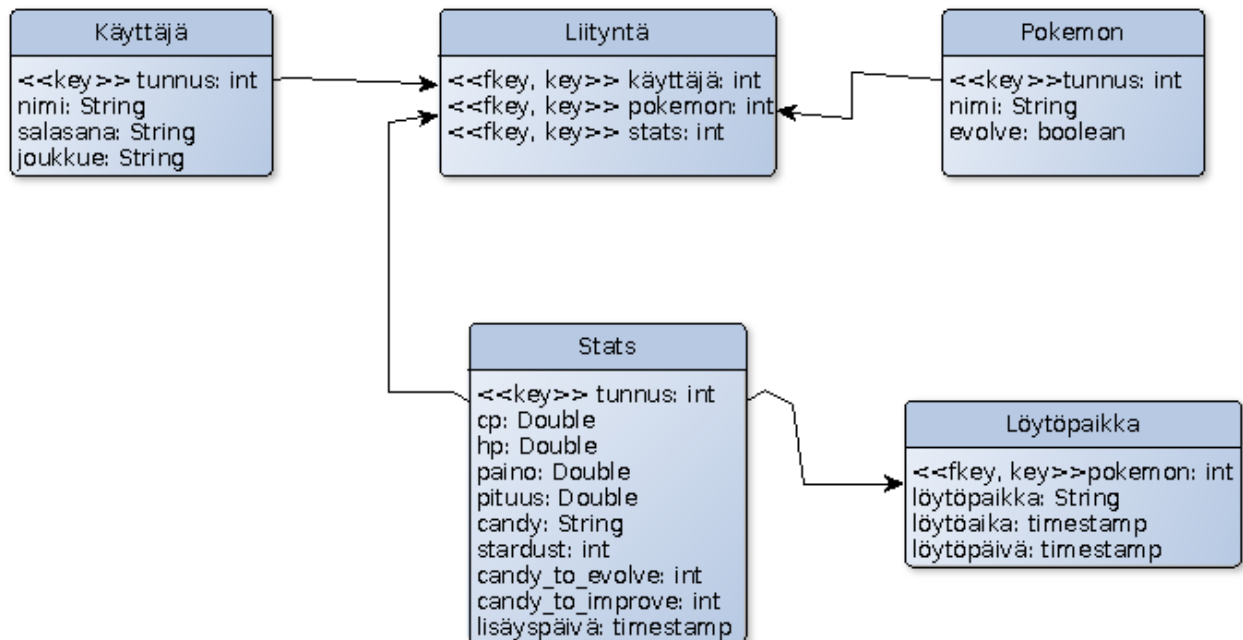 Käyttäjä
<<key>> tunnus: int
nimi: String
salasana: String
joukkue: String
Liityntä
<<fkey, key>> käyttäjä: int
<<fkey, key>> pokemon: int
<<fkey, key>> stats: int
Pokemon
<<key>>tunnus: int
nimi: String
evolve: boolean
Stats
<<key>> tunnus: int
cp: Double
hp: Double
paino: Double
pituus: Double
candy: String
stardust: int
candy_to_evolve: int
candy_to_improve: int
lisäyspäivä: timestamp
Löytöpaikka
<<fkey, key>>pokemon: int
löytöpaikka: String
löytöaika: timestamp
löytöpäivä: timestamp